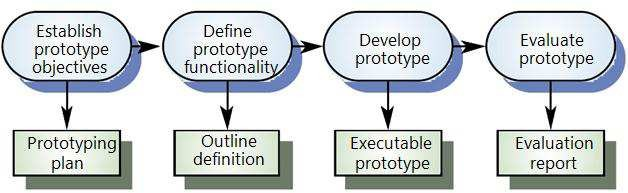 Establish
prototype
objectives
Define
prototype
functionality
Develop
prototype
Evaluate
prototype
Prototyping
plan
Outline
definition
Executable
prototype
Evaluation
report